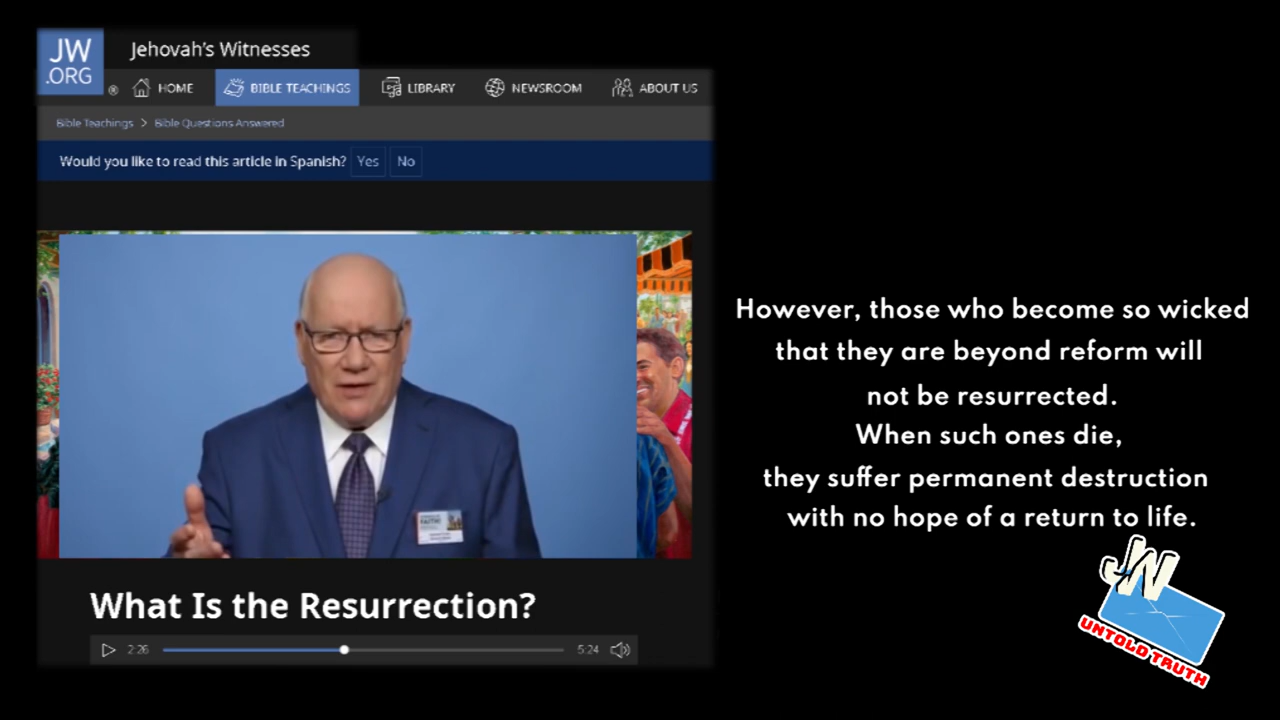 JW
.ORG
®
Jehovah's Witnesses
HOME
BIBLE TEACHINGS
LIBRARY
NEWSROOM
ABOUT US
Bible Teachings > Bible Questions Answered
Would you like to read this article in Spanish? Yes No
FAITH!
What Is the Resurrection?
2:26
5:24
However, those who become so wicked
that they are beyond reform will
not be resurrected.
When such ones die,
they suffer permanent destruction
with no hope of a return to life.
JW
UNTOLD TRUTH